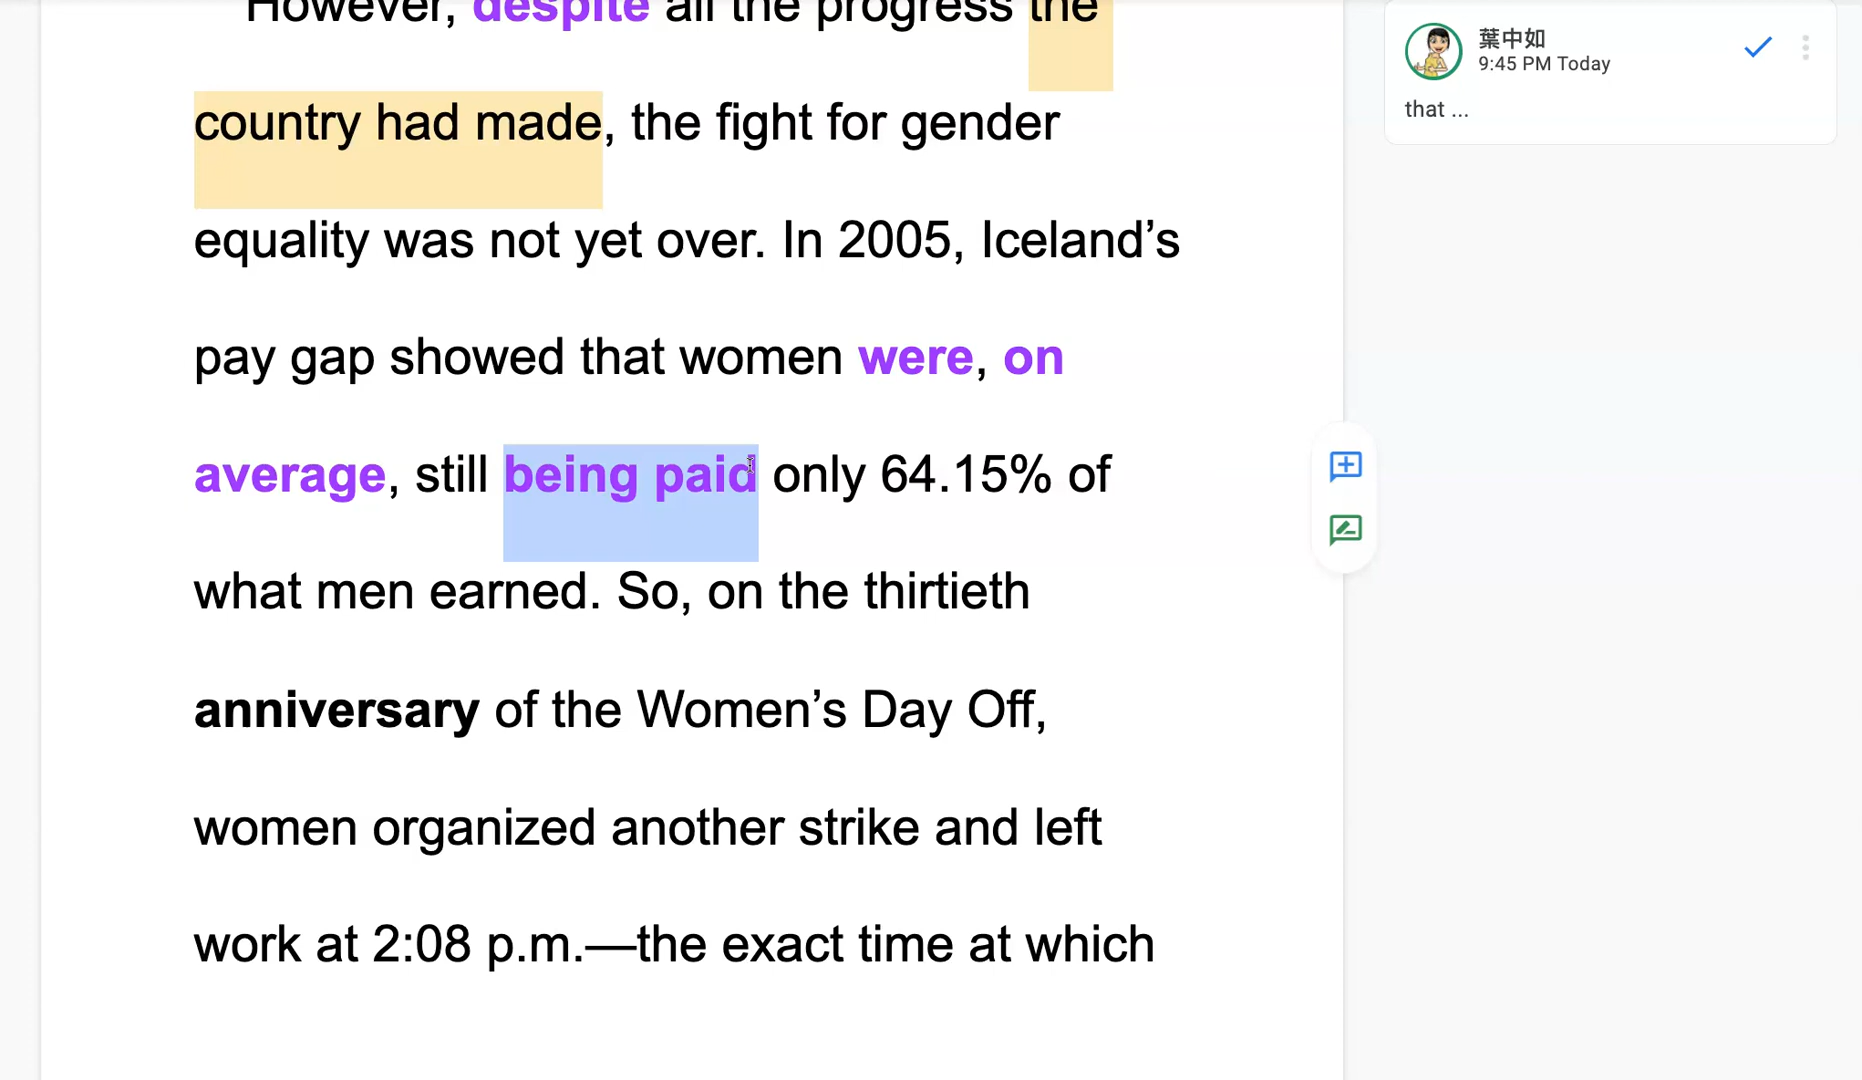 However, despite all the progress the
country had made, the fight for gender
equality was not yet over. In 2005, Iceland’s
pay gap showed that women were, on
average, still being paid only 64.15% of
what men earned. So, on the thirtieth
anniversary of the Women’s Day Off,
women organized another strike and left
work at 2:08 p.m.—the exact time at which
葉中如
9:45 PM Today
that ...